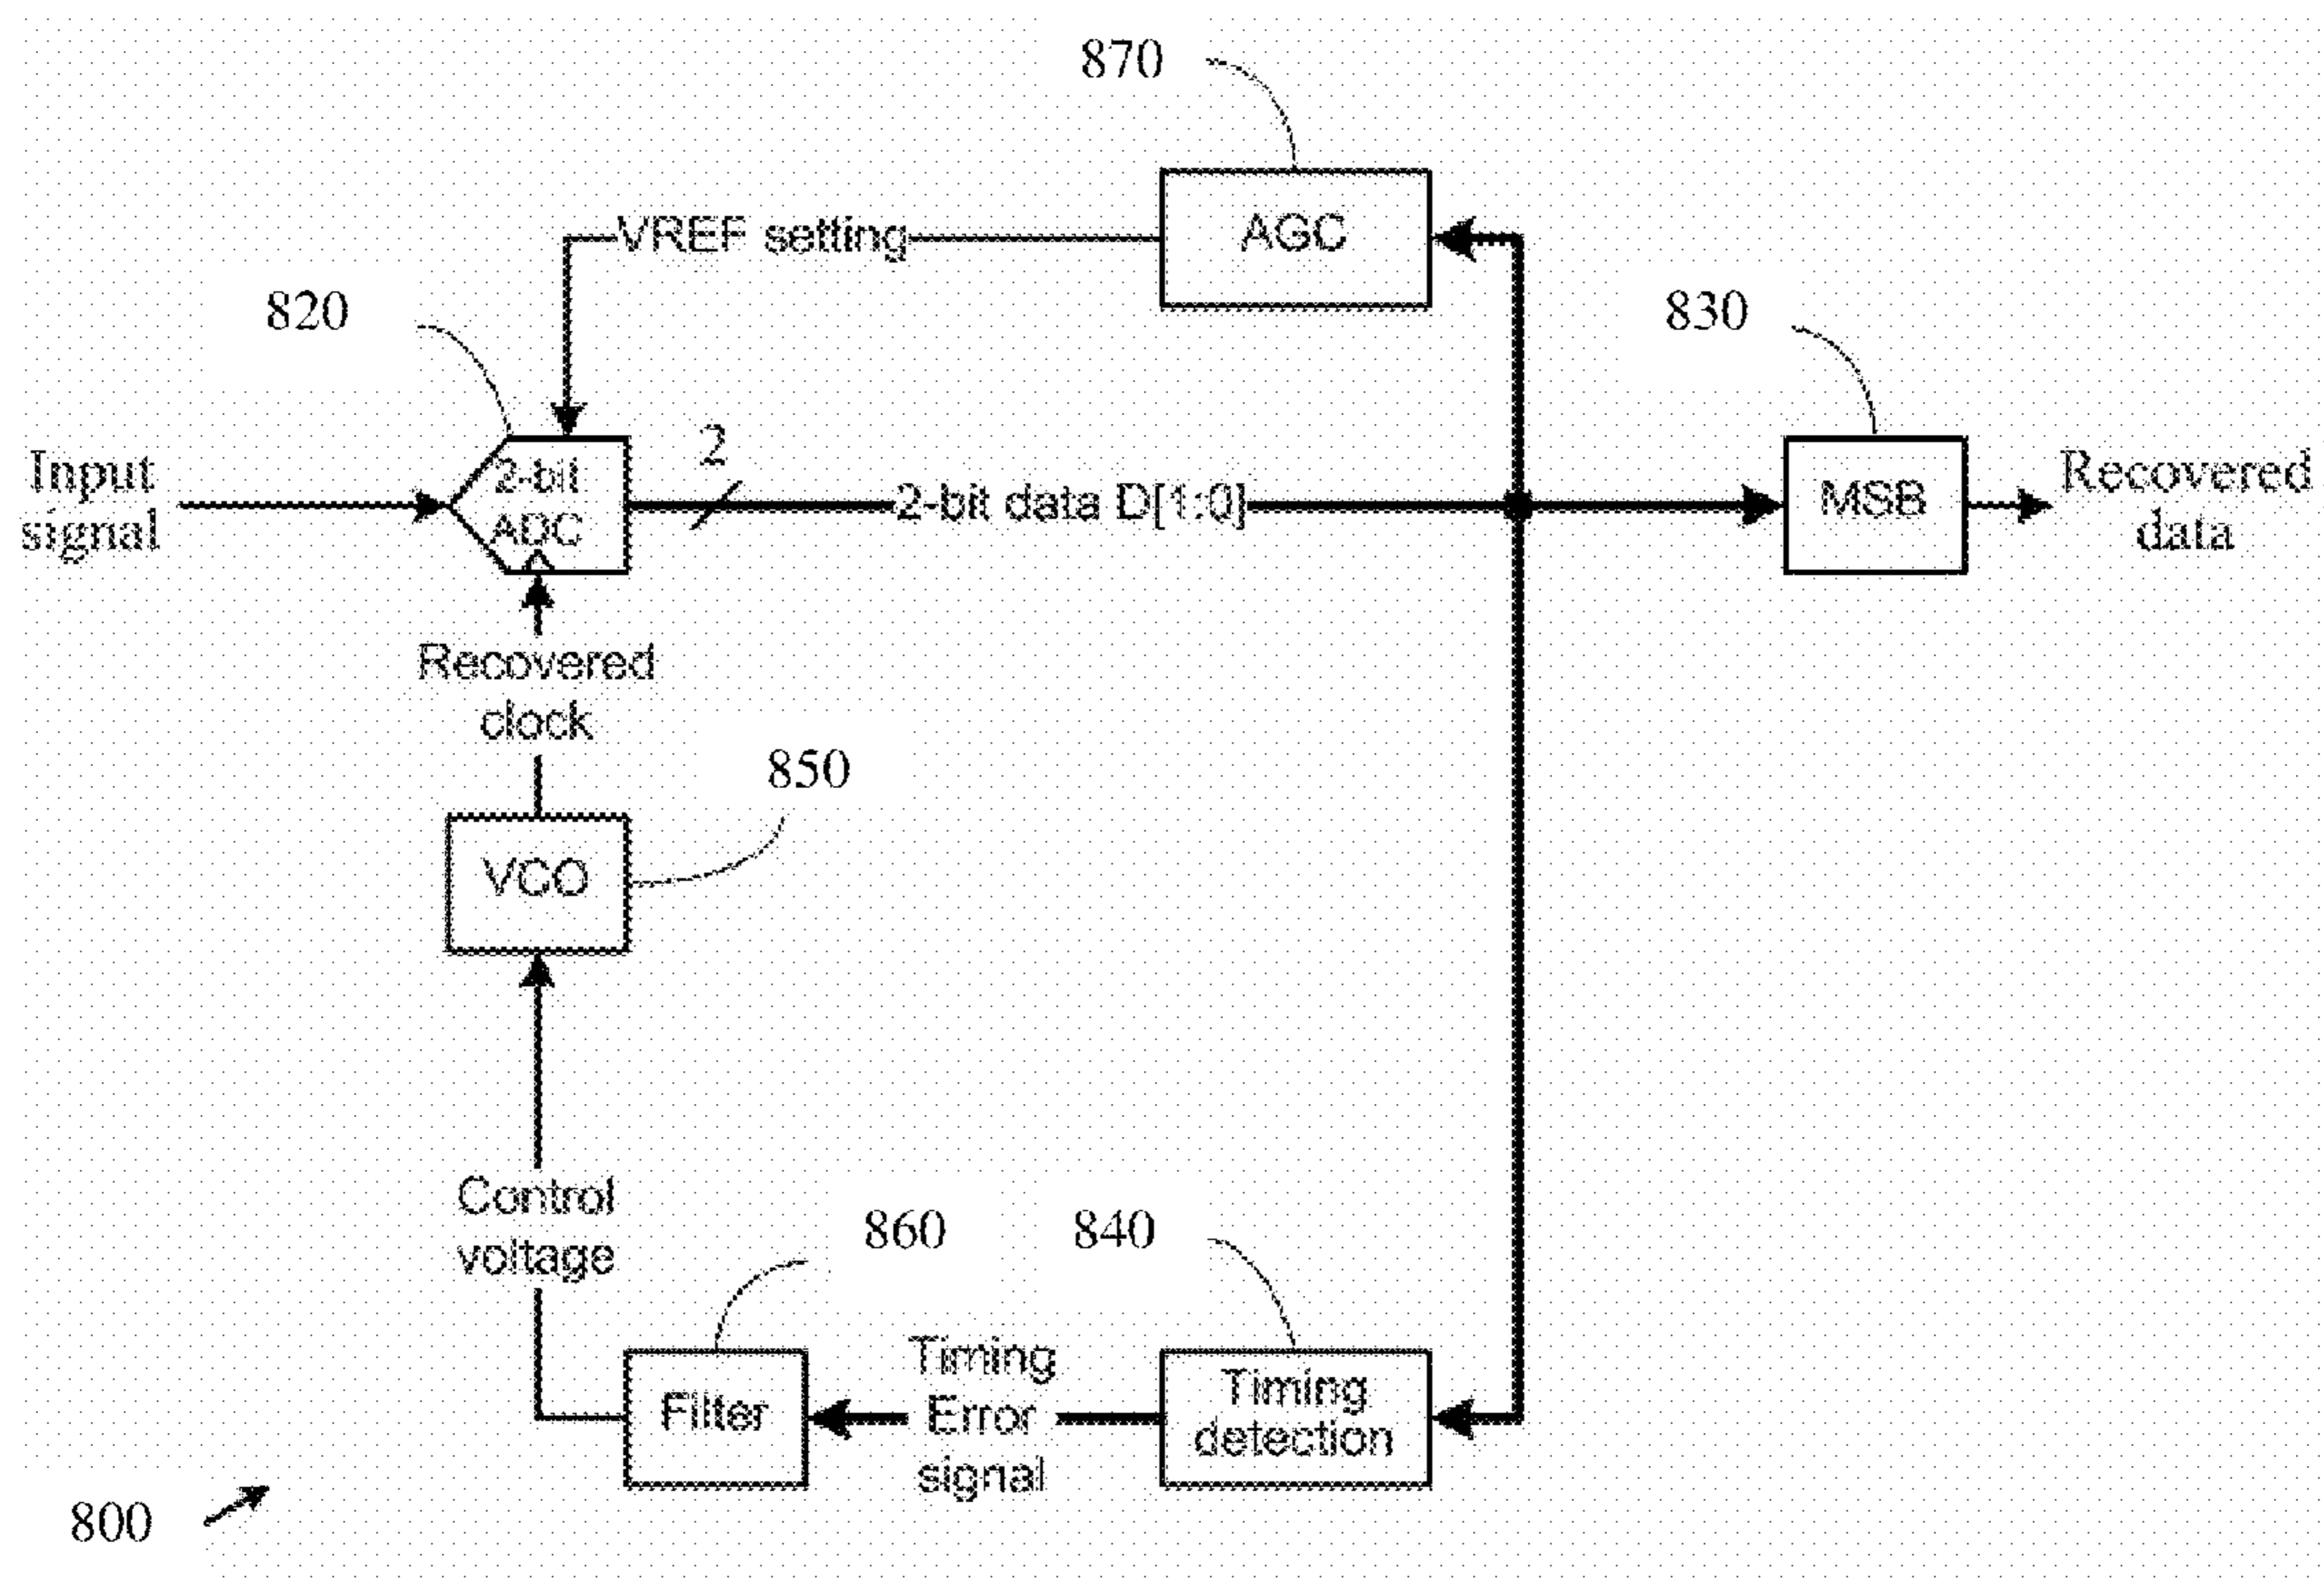 870
AGC
VREF setting
820
830
Input
signal
2-bit
ADC
2
2-bit data D[1:0]
MSB
Recovered
data
Recovered
clock
850
VCO
Control
voltage
860
840
Filter
Timing
Error
signal
Timing
detection
800